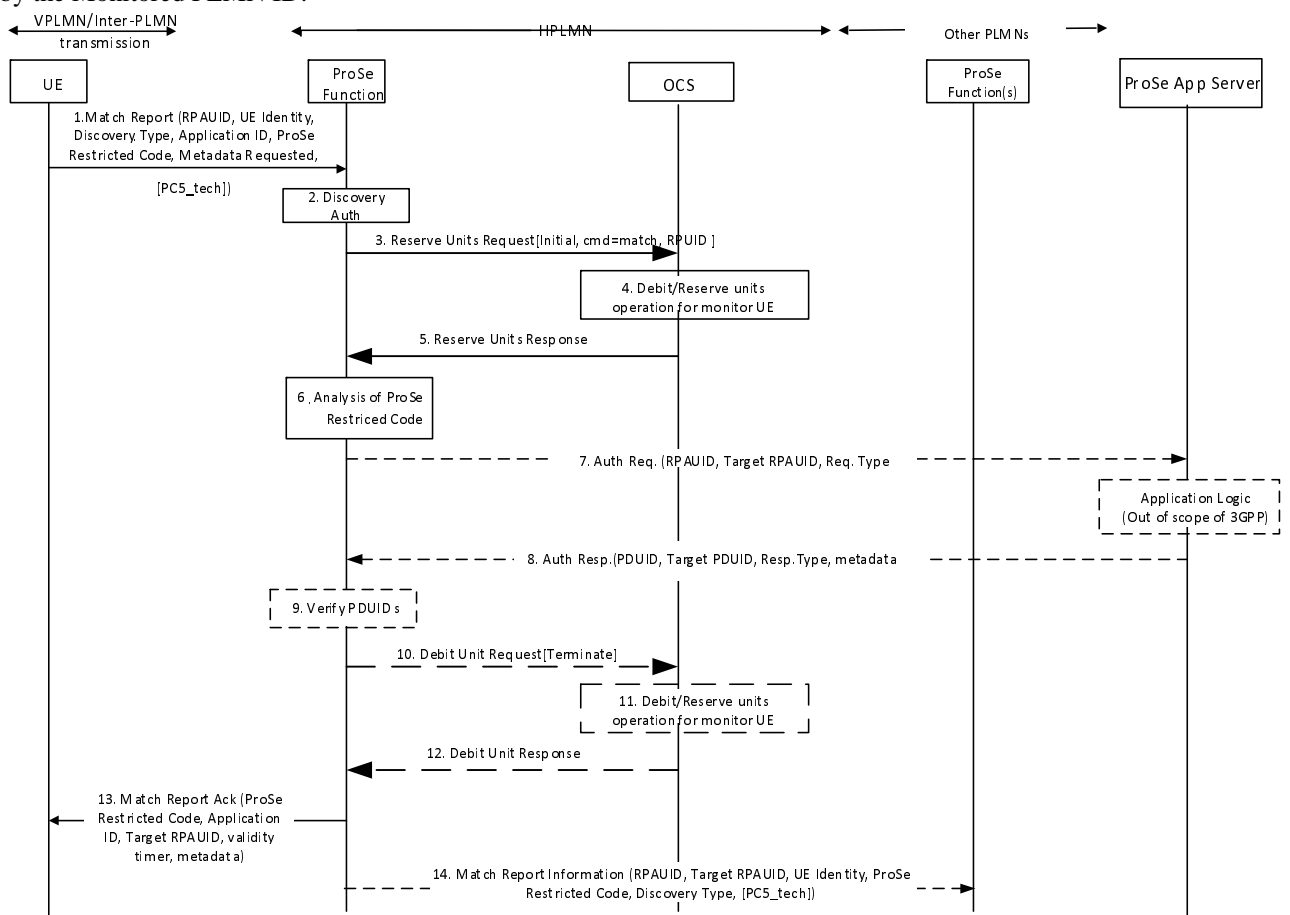 by the Monitored PLMN ID.
VPLMN/Inter-PLMN
transmission
HPLMN
Other PLMNs
UE
ProSe
Function
OCS
ProSe
Function(s)
ProSe App Server
1.Match Report (RPAUID, UE Identity,
Discovery Type, Application ID, ProSe
Restricted Code, Metadata Requested,
[PC5_tech])
2. Discovery
Auth
3. Reserve Units Request[Initial, cmd=match, RPUID ]
4. Debit/Reserve units
operation for monitor UE
5. Reserve Units Response
6. Analysis of ProSe
Restriced Code
7. Auth Req. (RPAUID, Target RPAUID, Req. Type
Application Logic
(Out of scope of 3GPP)
8. Auth Resp.(PDUID, Target PDUID, Resp.Type, metadata
9. Verify PDUIDs
10. Debit Unit Request[Terminate]
11. Debit/Reserve units
operation for monitor UE
12. Debit Unit Response
13. Match Report Ack (ProSe
Restricted Code, Application
ID, Target RPAUID, validity
timer, metadata)
14. Match Report Information (RPAUID, Target RPAUID, UE Identity, ProSe
Restricted Code, Discovery Type, [PC5_tech])